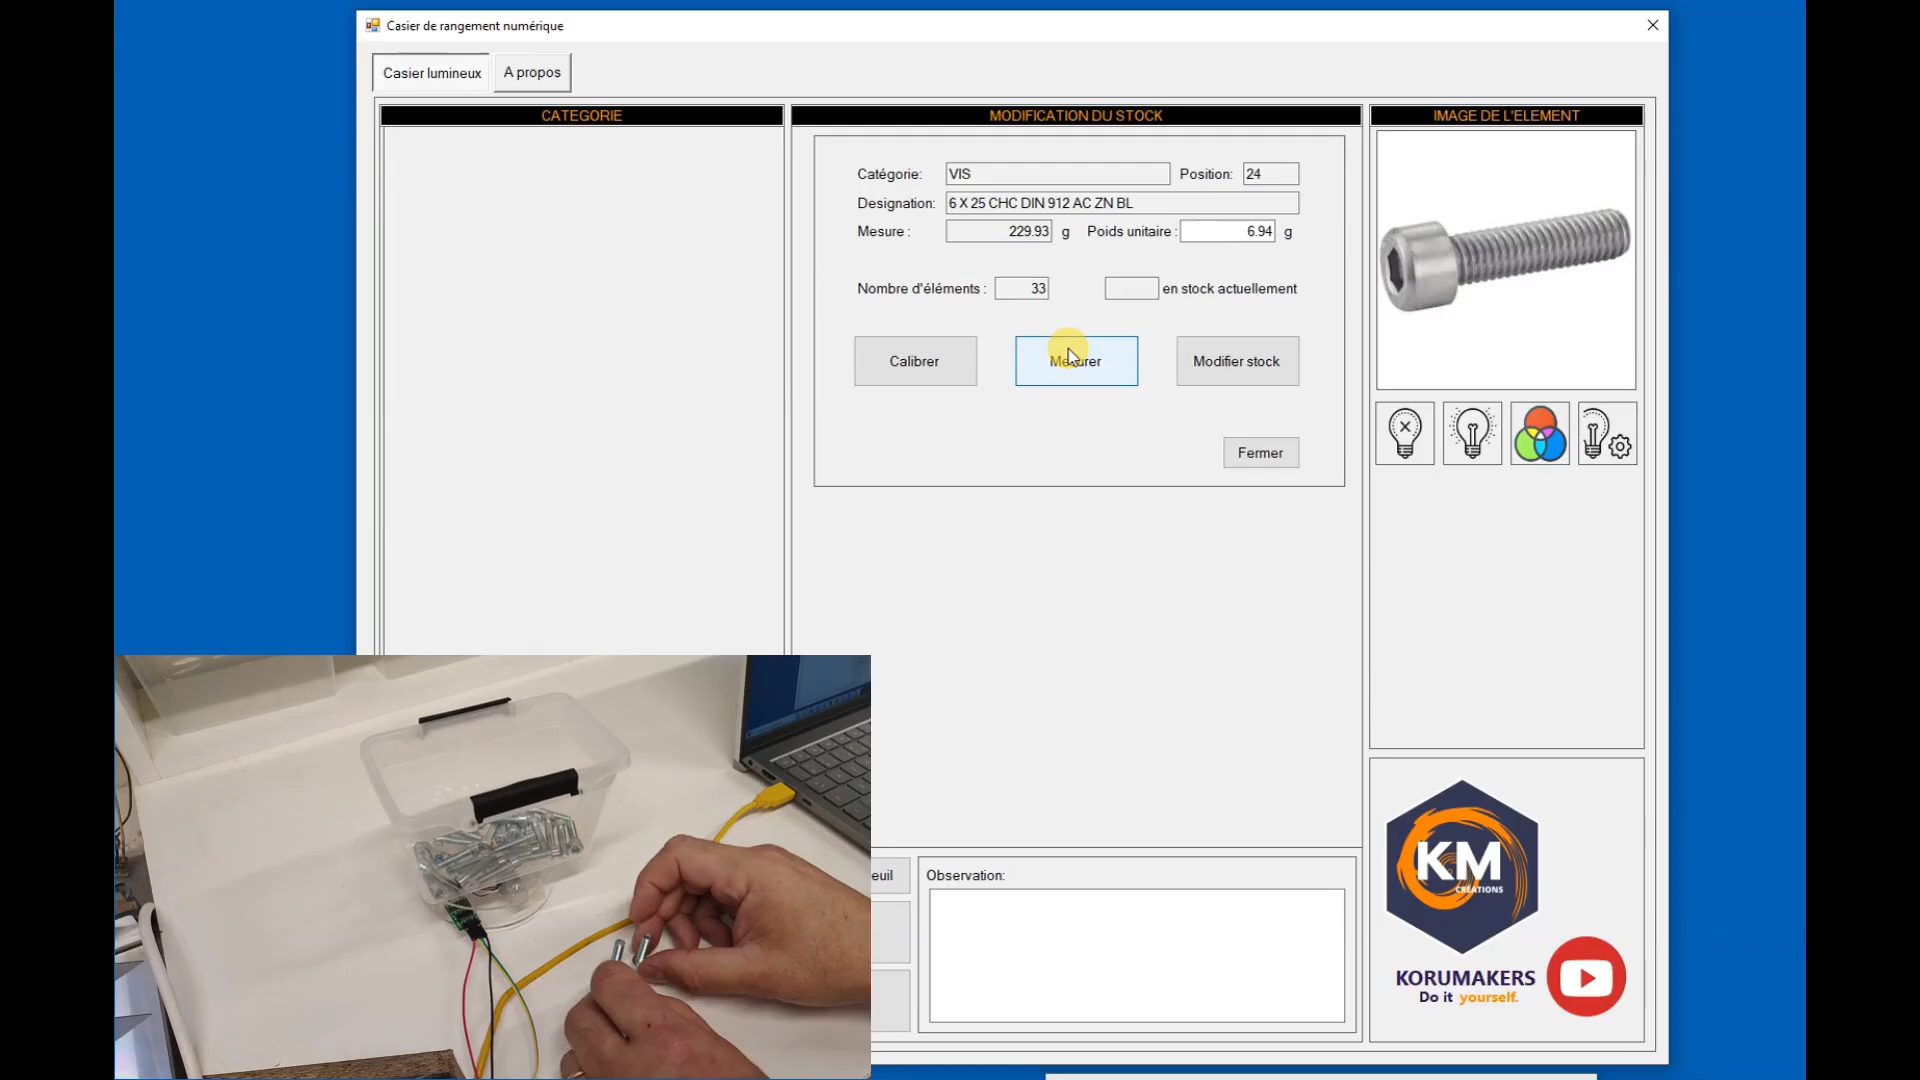 Casier de rangement numérique
Casier lumineux
A propos
CATEGORIE
MODIFICATION DU STOCK
IMAGE DE L'ELEMENT
Catégorie: VIS Position: 24
Designation: 6 X 25 CHC DIN 912 AC ZN BL
Mesure : 229.93 g Poids unitaire : 6.94 g
Nombre d'éléments : 33 en stock actuellement
Calibrer
Mesurer
Modifier stock
Fermer
euil
Observation:
KM
CREATIONS
KORUMAKERS
Do it yourself.